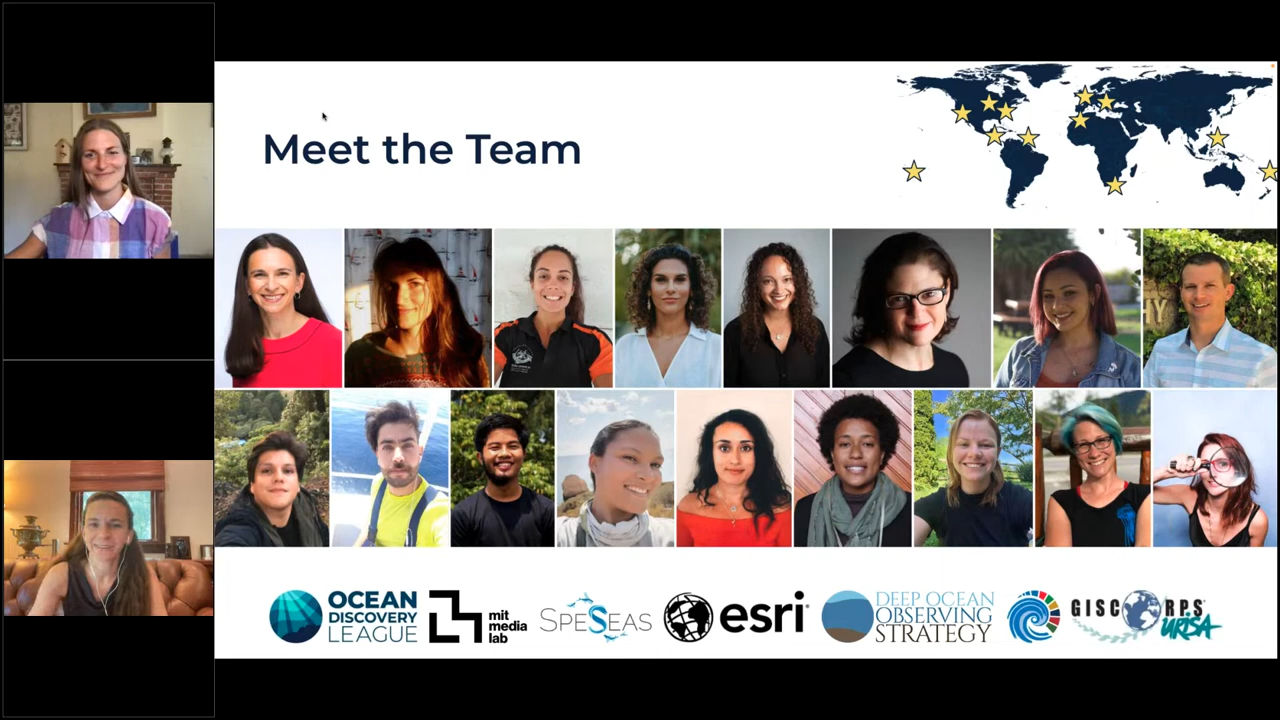 Meet the Team
OCEAN
DISCOVERY
LEAGUE
mit
media
lab
SPESEAS
esri
DEEP OCEAN
OBSERVING
STRATEGY
GISCORPS
URISA